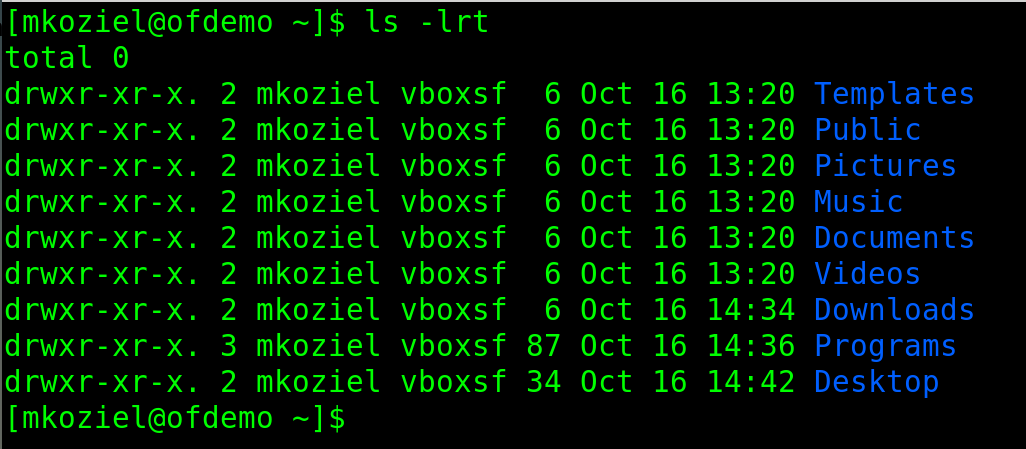 [mkoziel@ofdemo ~]$ ls -lrt
total 0
drwxr-xr-x. 2 mkoziel vboxsf  6 Oct 16 13:20 Templates
drwxr-xr-x. 2 mkoziel vboxsf  6 Oct 16 13:20 Public
drwxr-xr-x. 2 mkoziel vboxsf  6 Oct 16 13:20 Pictures
drwxr-xr-x. 2 mkoziel vboxsf  6 Oct 16 13:20 Music
drwxr-xr-x. 2 mkoziel vboxsf  6 Oct 16 13:20 Documents
drwxr-xr-x. 2 mkoziel vboxsf  6 Oct 16 13:20 Videos
drwxr-xr-x. 2 mkoziel vboxsf  6 Oct 16 14:34 Downloads
drwxr-xr-x. 3 mkoziel vboxsf 87 Oct 16 14:36 Programs
drwxr-xr-x. 2 mkoziel vboxsf 34 Oct 16 14:42 Desktop
[mkoziel@ofdemo ~]$